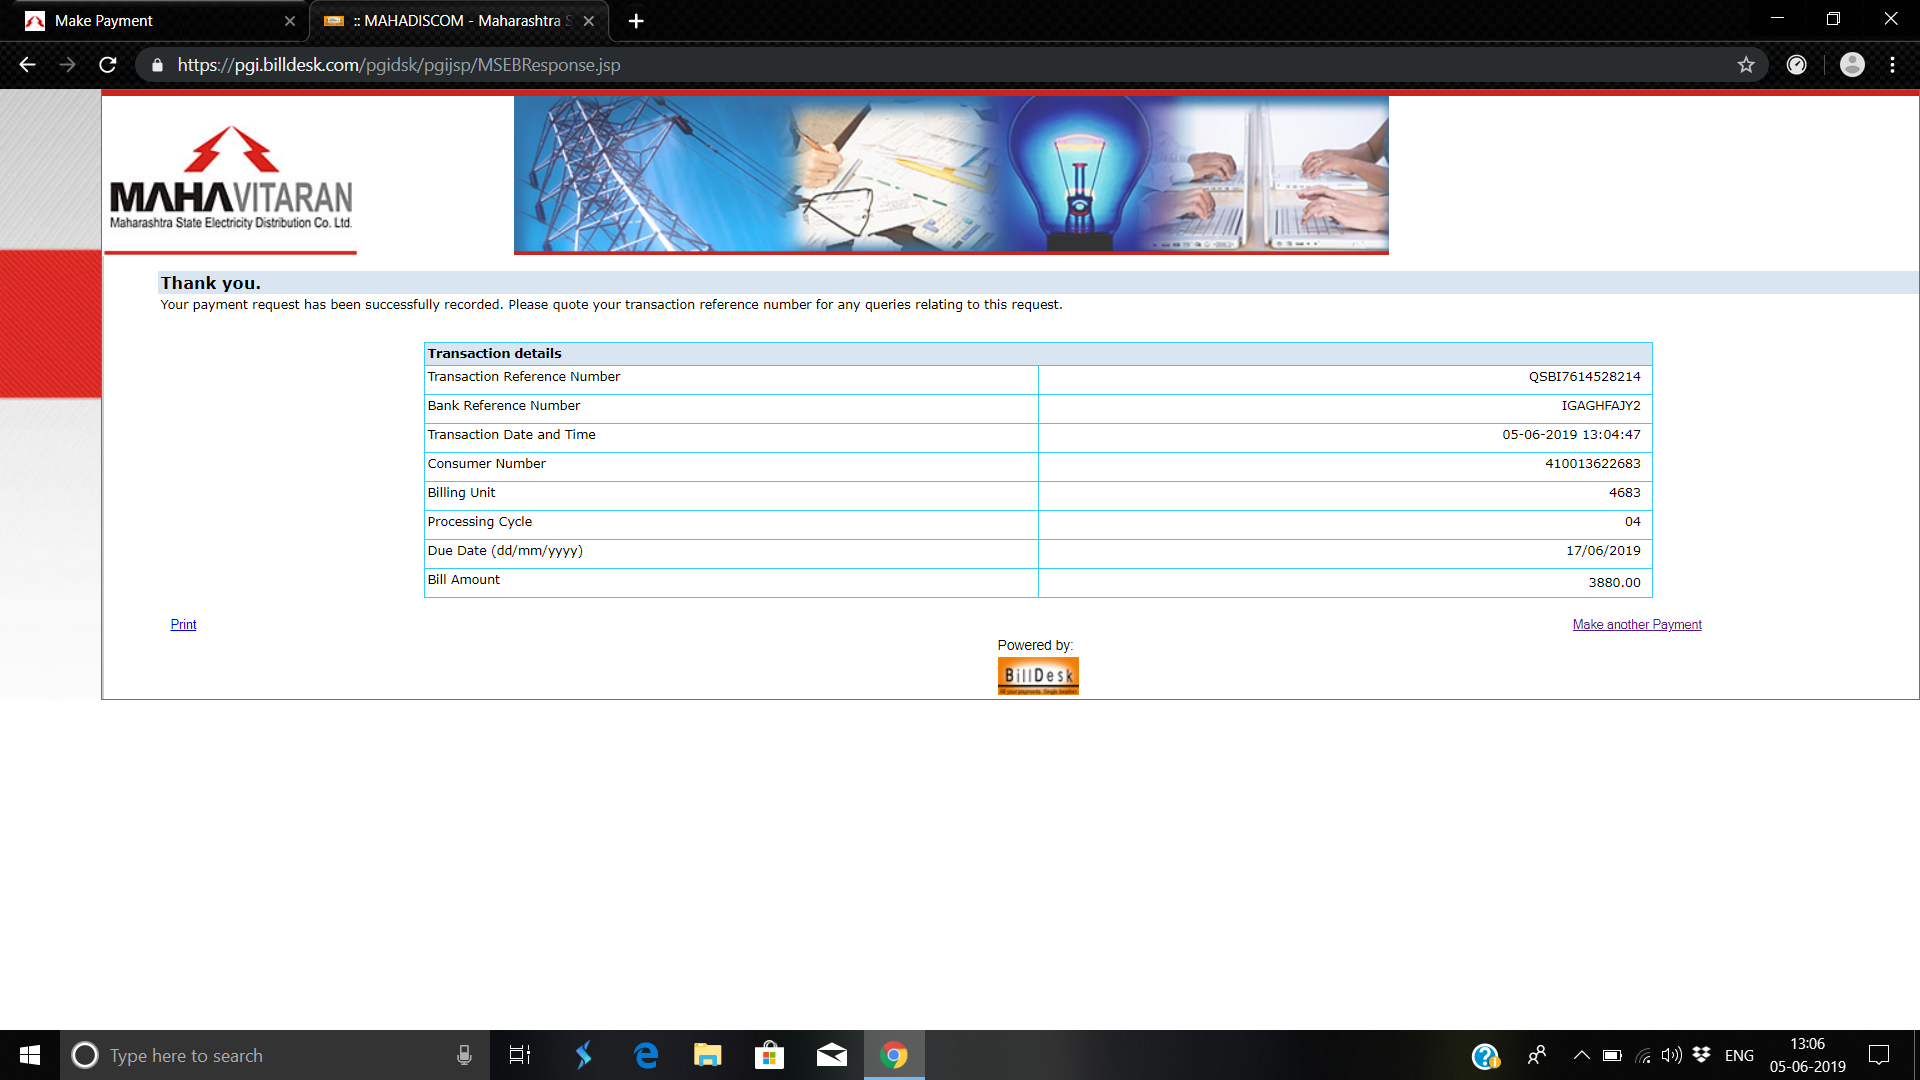 Make Payment
:: MAHADISCOM - Maharashtra S
https://pgi.billdesk.com/pgidsk/pgijsp/MSEBResponse.jsp
MAHAVITARAN
Maharashtra State Electricity Distribution Co. Ltd.
Thank you.
Your payment request has been successfully recorded. Please quote your transaction reference number for any queries relating to this request.
Transaction details
Transaction Reference Number QSBI7614528214
Bank Reference Number IGAGHFAJY2
Transaction Date and Time 05-06-2019 13:04:47
Consumer Number 410013622683
Billing Unit 4683
Processing Cycle 04
Due Date (dd/mm/yyyy) 17/06/2019
Bill Amount 3880.00
Print Make another Payment
Powered by:
BillDesk
All your payments. Single location.
Type here to search
ENG
13:06
05-06-2019